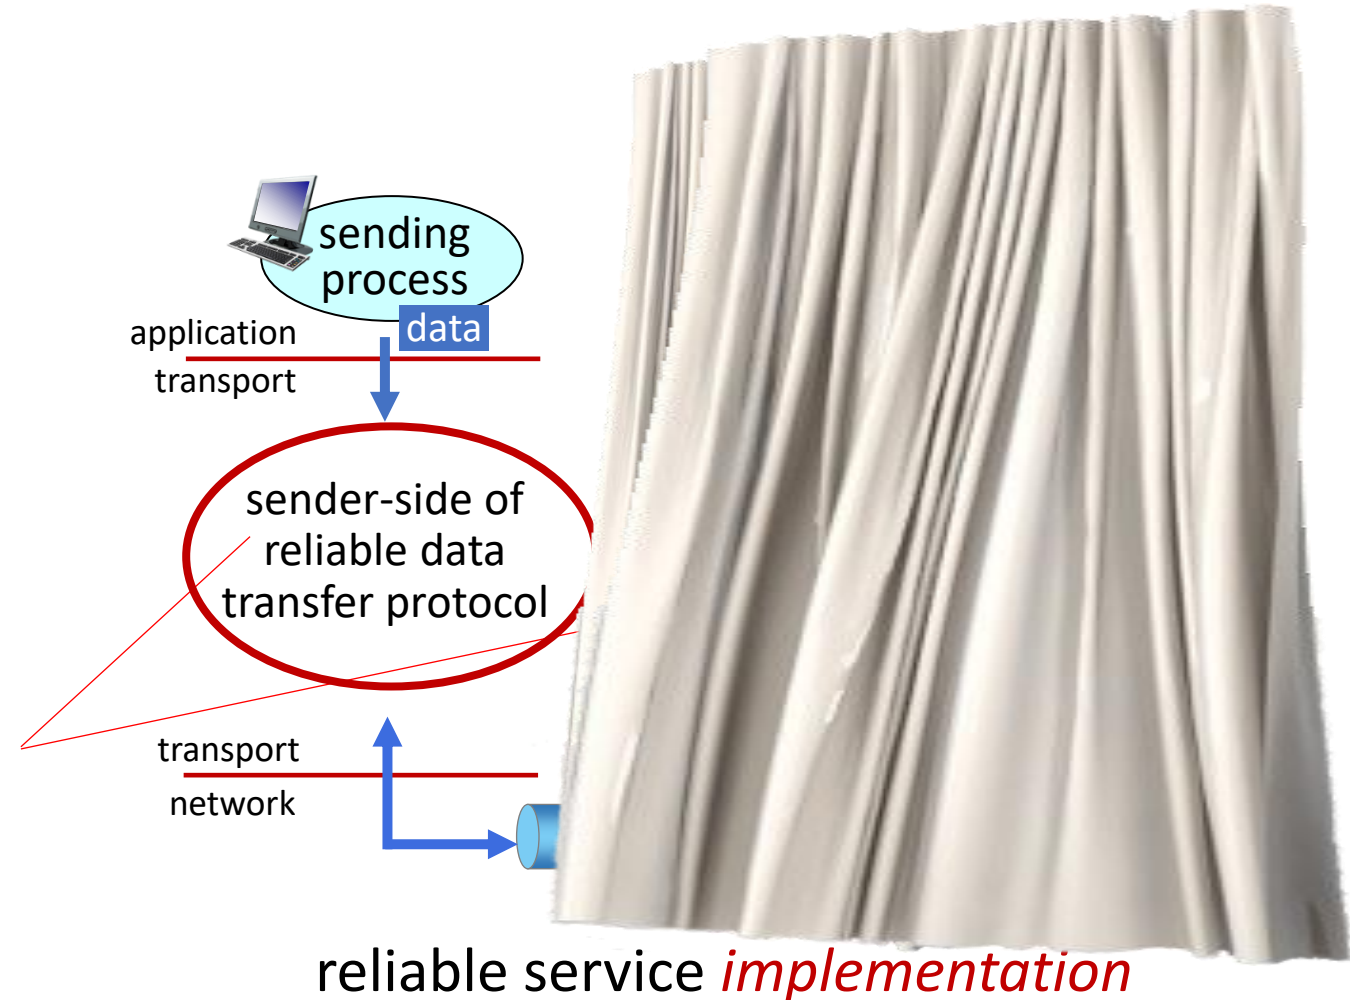 sending
process
data
application
transport
sender-side of
reliable data
transfer protocol
transport
network
reliable service implementation